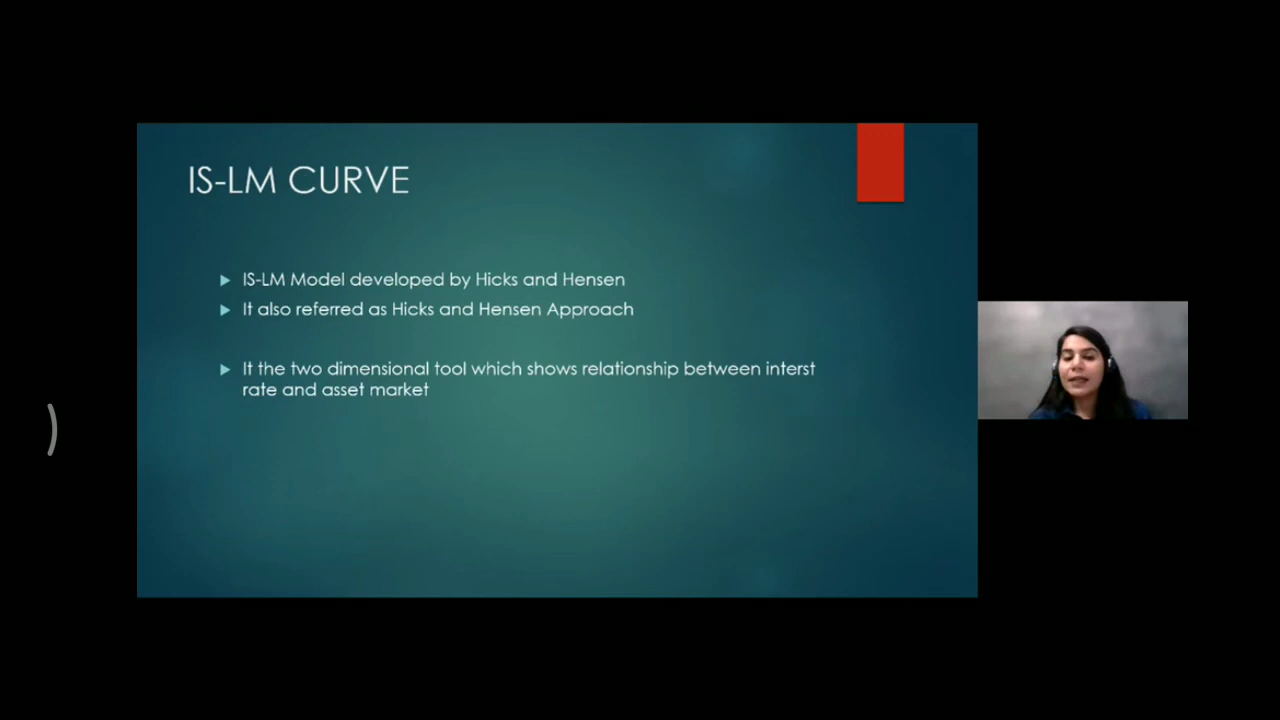 IS-LM CURVE
IS-LM Model developed by Hicks and Hensen
It also referred as Hicks and Hensen Approach
It the two dimensional tool which shows relationship between interst
rate and asset market